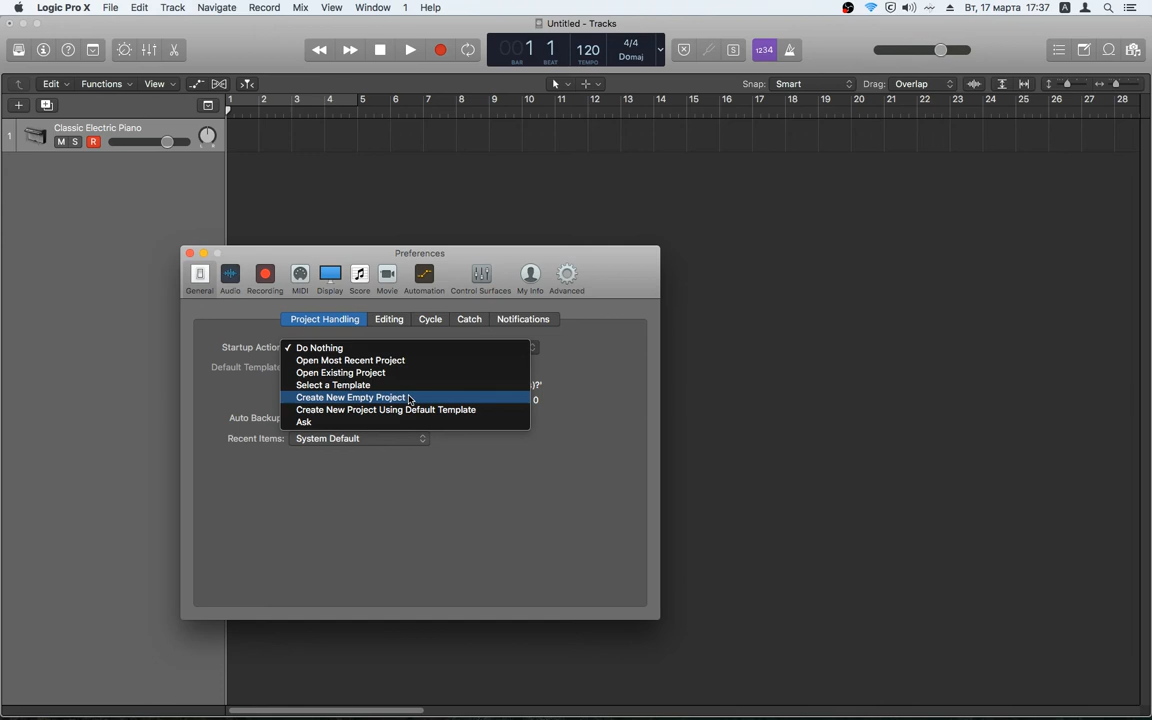 Logic Pro X File Edit Track Navigate Record Mix View Window 1 Help Вт, 17 марта 17:37 A
Untitled - Tracks
001 1 120 4/4
BAR BEAT TEMPO Domaj 1234
Edit Functions View Snap: Smart Drag: Overlap
1 2 3 4 5 6 7 8 9 10 11 12 13 14 15 16 17 18 19 20 21 22 23 24 25 26 27 28
1 Classic Electric Piano
M S R L R
Preferences
General Audio Recording MIDI Display Score Movie Automation Control Surfaces My Info Advanced
Project Handling Editing Cycle Catch Notifications
Startup Action ✓ Do Nothing
Open Most Recent Project
Default Template
Open Existing Project
Select a Template )?'
Create New Empty Project 0
Create New Project Using Default Template
Auto Backup
Ask
Recent Items: System Default